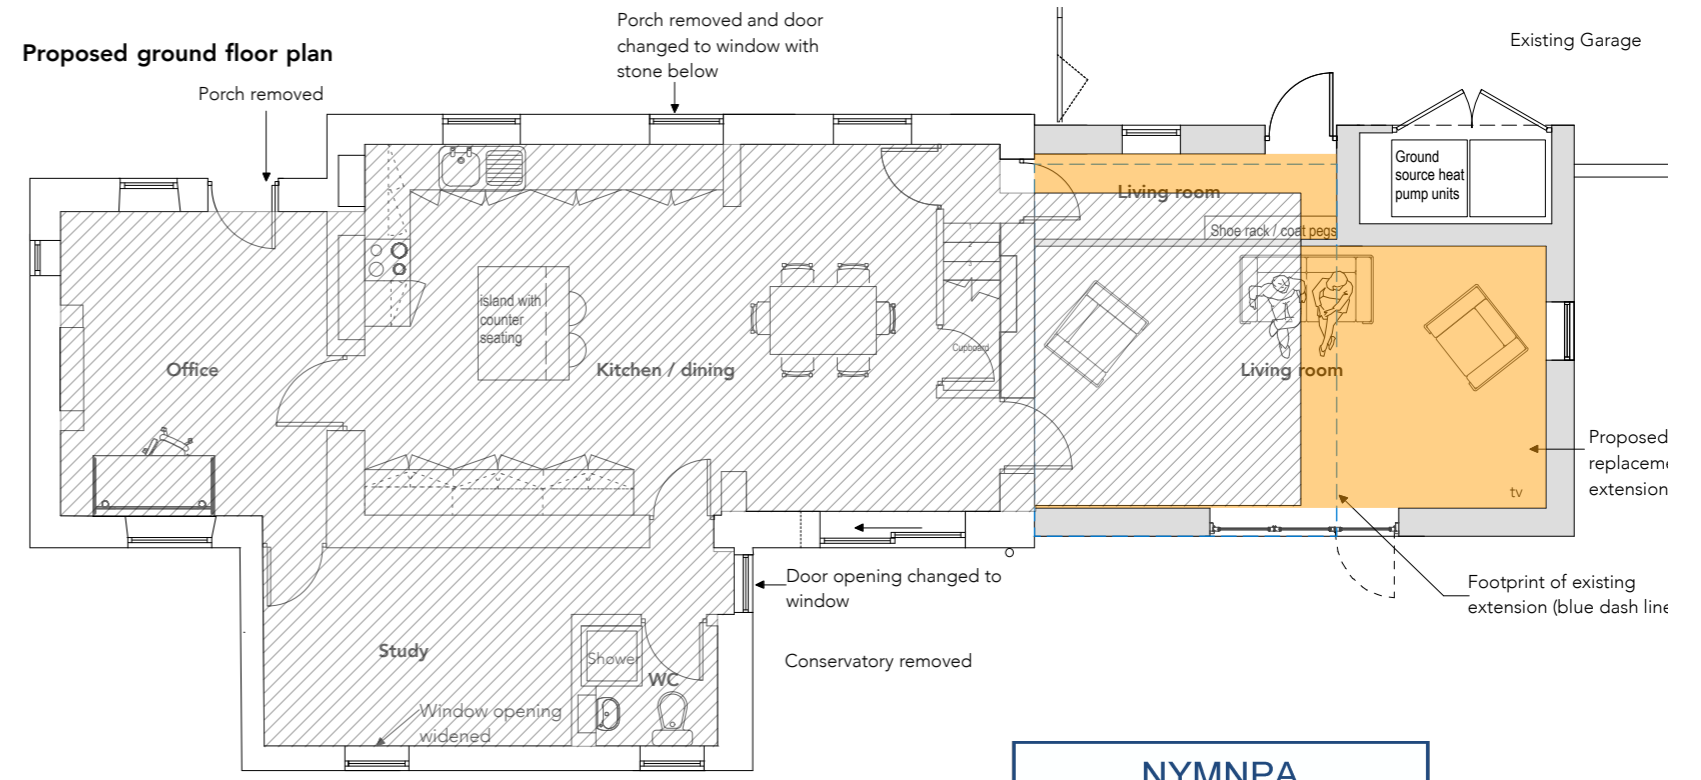 Proposed ground floor plan
Porch removed
Porch removed and door
changed to window with
stone below
Existing Garage
Ground
source heat
pump units
Living room
Shoe rack / coat pegs
1
2
3
island with
counter
seating
Cupboard
Office
Kitchen / dining
Living room
Proposed
replaceme
extension
tv
Door opening changed to
window
Footprint of existing
extension (blue dash line
Study
Shower
WC
Conservatory removed
Window opening
widened
NYMNPA